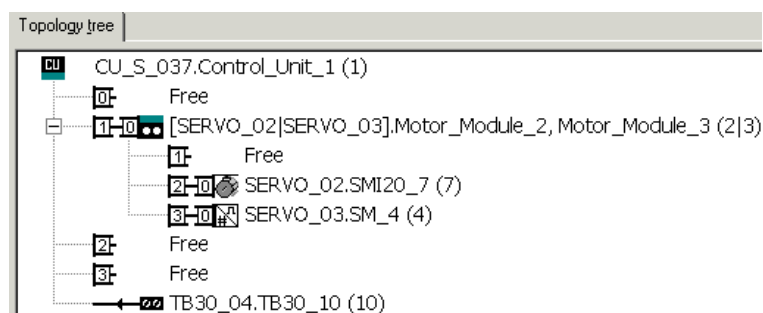 Topology tree
CU CU_S_037.Control_Unit_1 (1)
0 Free
1 0 [SERVO_02|SERVO_03].Motor_Module_2, Motor_Module_3 (2|3)
1 Free
2 0 SERVO_02.SMI20_7 (7)
3 0 # SERVO_03.SM_4 (4)
2 Free
3 Free
TB30_04.TB30_10 (10)